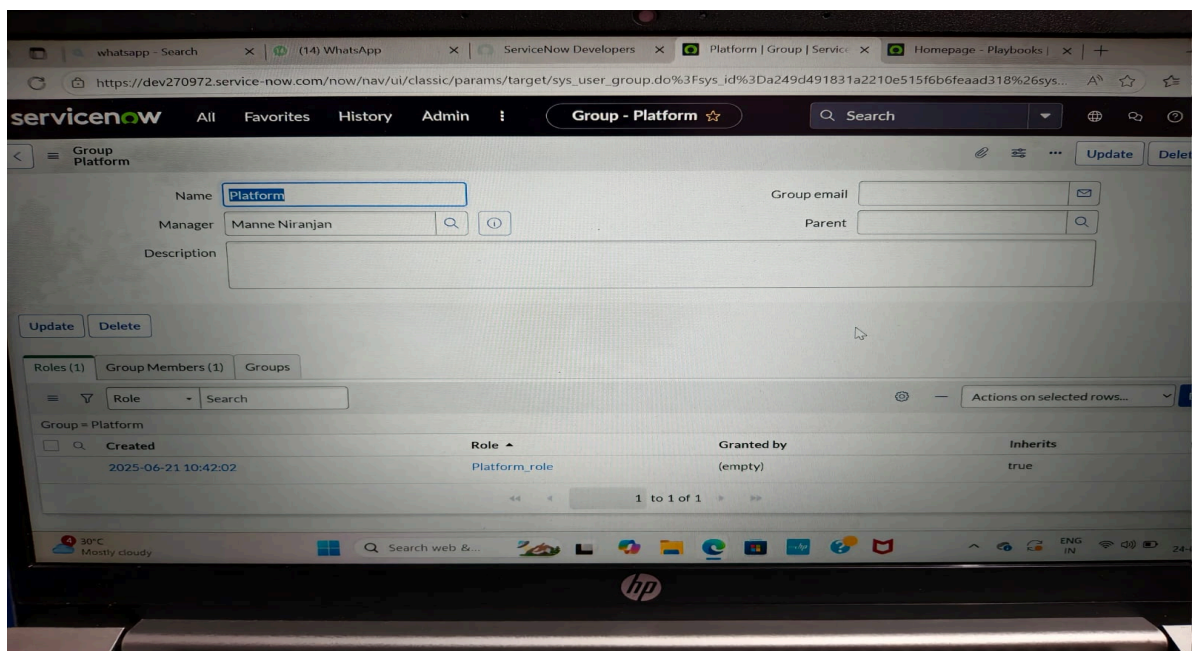 whatsapp - Search (14) WhatsApp ServiceNow Developers Platform | Group | Service Homepage - Playbooks |
https://dev270972.service-now.com/now/nav/ui/classic/params/target/sys_user_group.do%3Fsys_id%3Da249d491831a2210e515f6b6feaad318%26sys...
servicenow All Favorites History Admin Group - Platform Search
Group
Platform
Update Delet
Name Platform Group email
Manager Manne Niranjan Parent
Description
Update Delete
Roles (1) Group Members (1) Groups
Role Search Actions on selected rows...
Group = Platform
Created Role Granted by Inherits
2025-06-21 10:42:02 Platform_role (empty) true
1 to 1 of 1
4 30°C
Mostly cloudy
Search web &...
ENG
IN
24-
hp